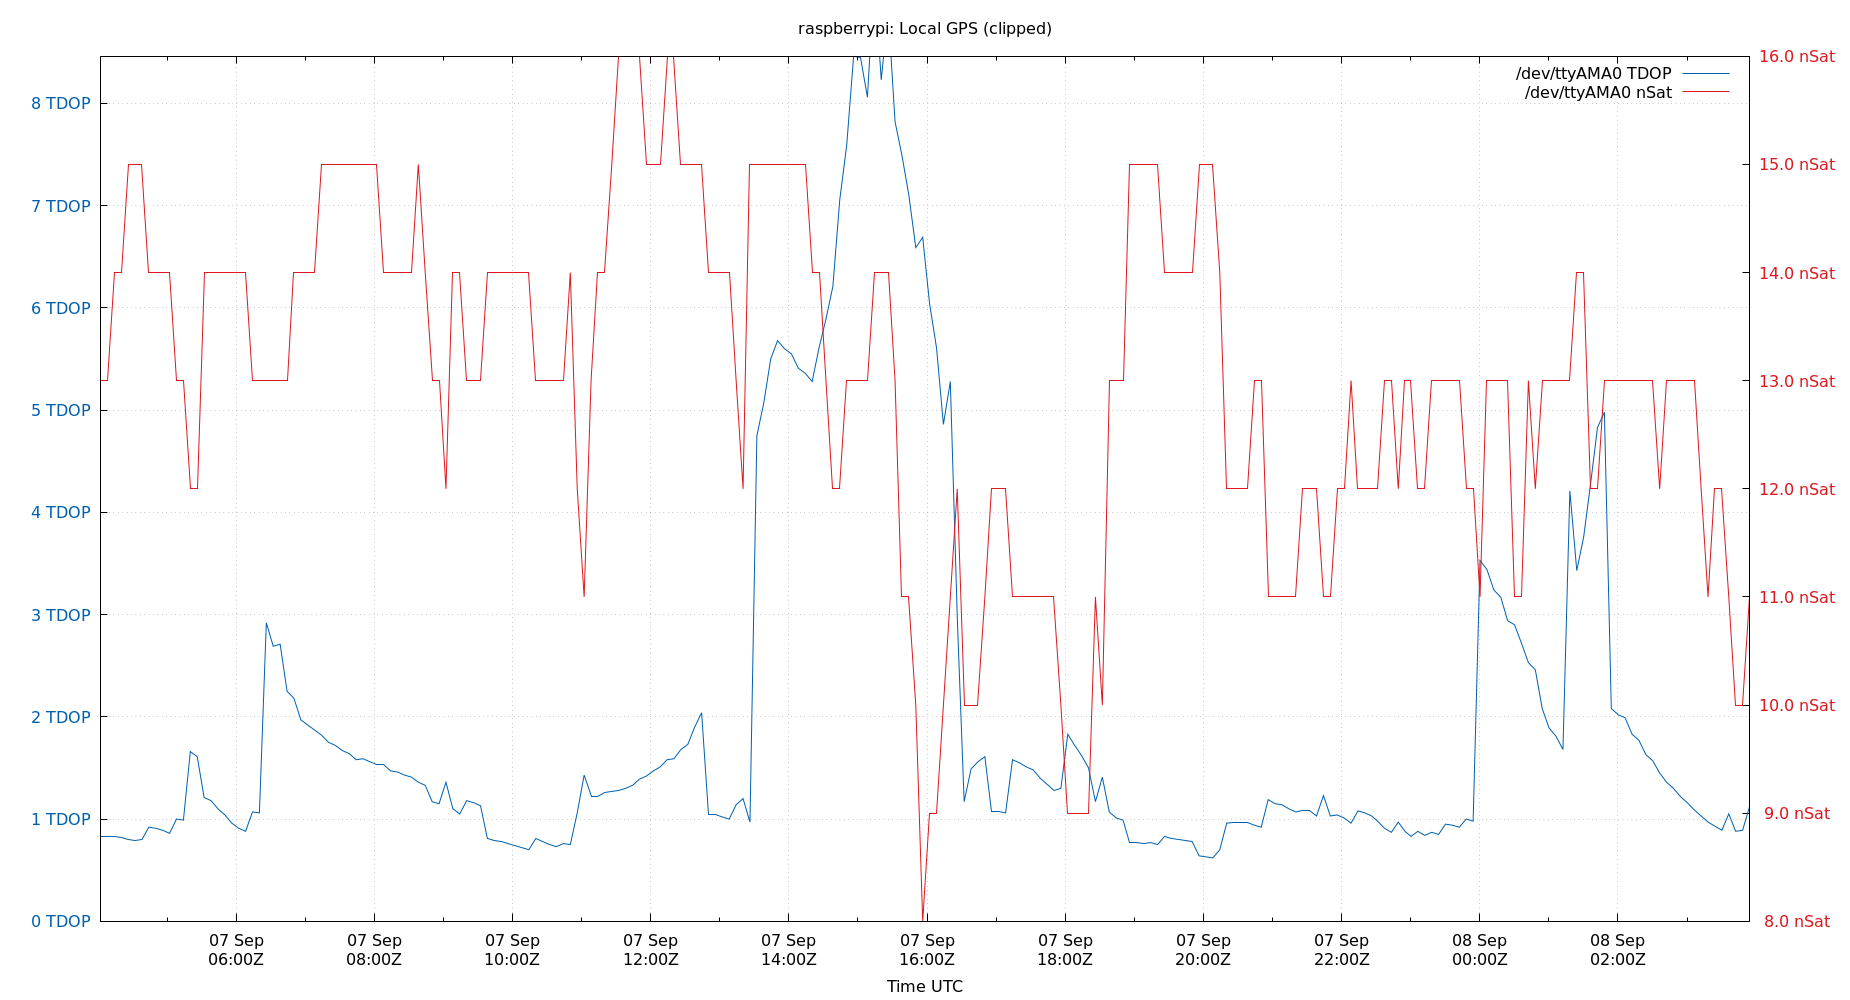 raspberrypi: Local GPS (clipped)
/dev/ttyAMA0 TDOP
/dev/ttyAMA0 nSat
8 TDOP
7 TDOP
6 TDOP
5 TDOP
4 TDOP
3 TDOP
2 TDOP
1 TDOP
0 TDOP
16.0 nSat
15.0 nSat
14.0 nSat
13.0 nSat
12.0 nSat
11.0 nSat
10.0 nSat
9.0 nSat
8.0 nSat
07 Sep
06:00Z
07 Sep
08:00Z
07 Sep
10:00Z
07 Sep
12:00Z
07 Sep
14:00Z
07 Sep
16:00Z
07 Sep
18:00Z
07 Sep
20:00Z
07 Sep
22:00Z
08 Sep
00:00Z
08 Sep
02:00Z
Time UTC